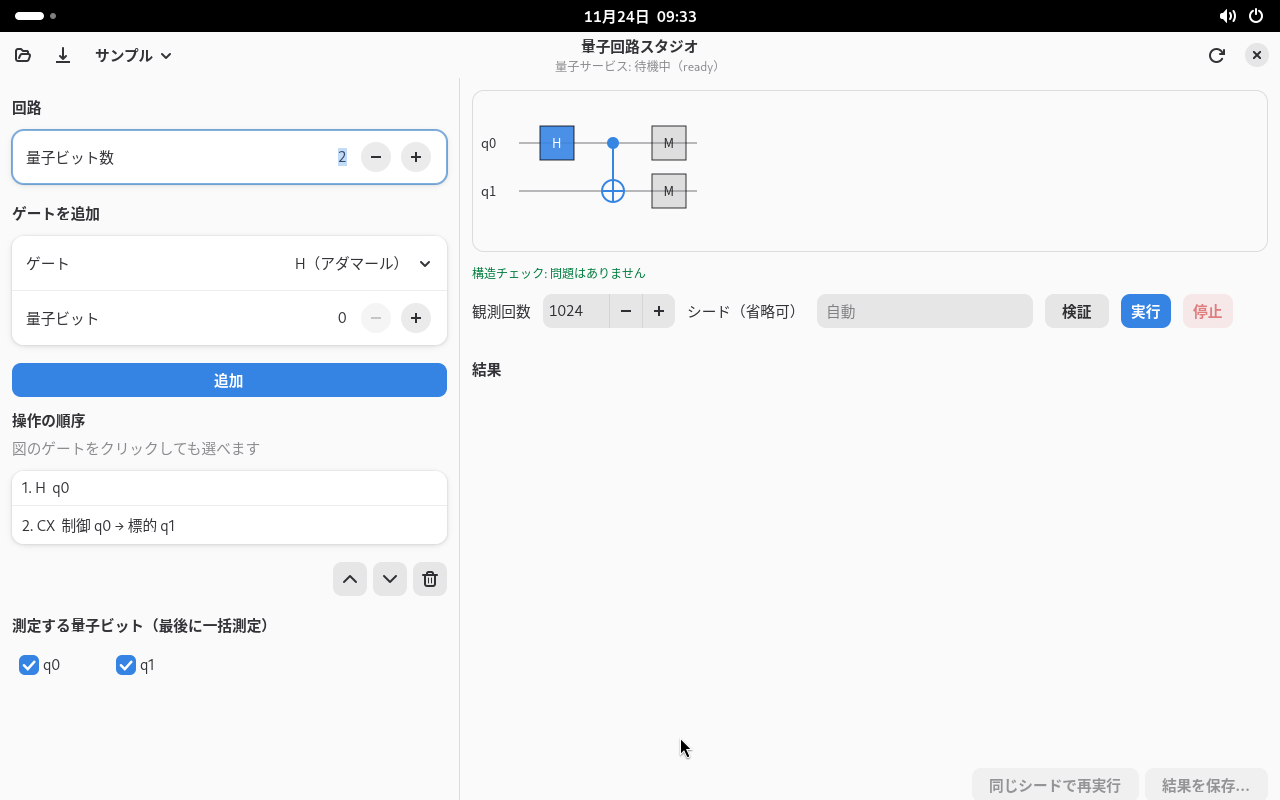 11月24日 09:33
サンプル
量子回路スタジオ
量子サービス: 待機中（ready）
回路
量子ビット数 2
ゲートを追加
ゲート H（アダマール）
量子ビット 0
追加
操作の順序
図のゲートをクリックしても選べます
1. H q0
2. CX 制御 q0 → 標的 q1
測定する量子ビット（最後に一括測定）
q0 q1
q0 H M
q1 M
構造チェック: 問題はありません
観測回数 1024 シード（省略可） 自動 検証 実行 停止
結果
同じシードで再実行 結果を保存...